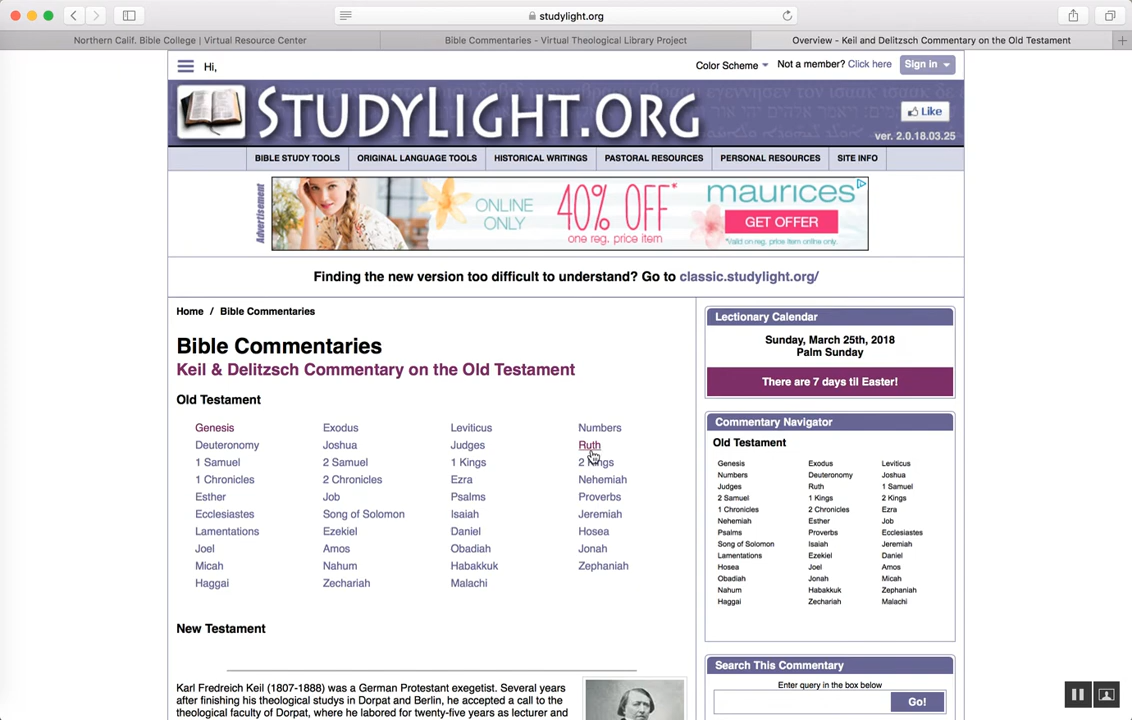 studylight.org
Northern Calif. Bible College | Virtual Resource Center
Bible Commentaries - Virtual Theological Library Project
Overview - Keil and Delitzsch Commentary on the Old Testament
Hi,
Color Scheme
Not a member? Click here
Sign in
STUDYLIGHT.ORG
Like
ver. 2.0.18.03.25
BIBLE STUDY TOOLS
ORIGINAL LANGUAGE TOOLS
HISTORICAL WRITINGS
PASTORAL RESOURCES
PERSONAL RESOURCES
SITE INFO
Advertisement
ONLINE
ONLY
40% OFF*
one reg. price item
maurices
GET OFFER
*Valid on reg. price item online only.
Finding the new version too difficult to understand? Go to classic.studylight.org/
Home / Bible Commentaries
Bible Commentaries
Keil & Delitzsch Commentary on the Old Testament
Old Testament
Genesis Exodus Leviticus Numbers
Deuteronomy Joshua Judges Ruth
1 Samuel 2 Samuel 1 Kings 2 Kings
1 Chronicles 2 Chronicles Ezra Nehemiah
Esther Job Psalms Proverbs
Ecclesiastes Song of Solomon Isaiah Jeremiah
Lamentations Ezekiel Daniel Hosea
Joel Amos Obadiah Jonah
Micah Nahum Habakkuk Zephaniah
Haggai Zechariah Malachi
New Testament
Karl Fredreich Keil (1807-1888) was a German Protestant exegetist. Several years
after finishing his theological studys in Dorpat and Berlin, he accepted a call to the
theological faculty of Dorpat, where he labored for twenty-five years as lecturer and
Lectionary Calendar
Sunday, March 25th, 2018
Palm Sunday
There are 7 days til Easter!
Commentary Navigator
Old Testament
Genesis Exodus Leviticus
Numbers Deuteronomy Joshua
Judges Ruth 1 Samuel
2 Samuel 1 Kings 2 Kings
1 Chronicles 2 Chronicles Ezra
Nehemiah Esther Job
Psalms Proverbs Ecclesiastes
Song of Solomon Isaiah Jeremiah
Lamentations Ezekiel Daniel
Hosea Joel Amos
Obadiah Jonah Micah
Nahum Habakkuk Zephaniah
Haggai Zechariah Malachi
Search This Commentary
Enter query in the box below
Go!